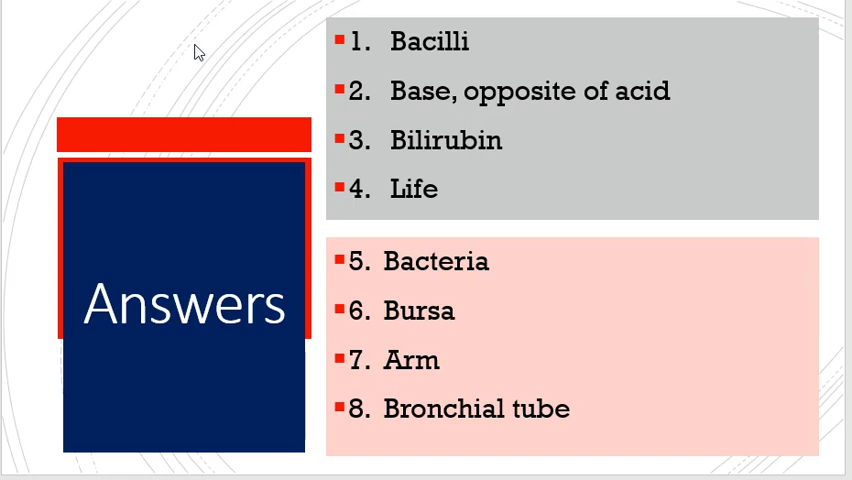 Answers
1. Bacilli
2. Base, opposite of acid
3. Bilirubin
4. Life
5. Bacteria
6. Bursa
7. Arm
8. Bronchial tube